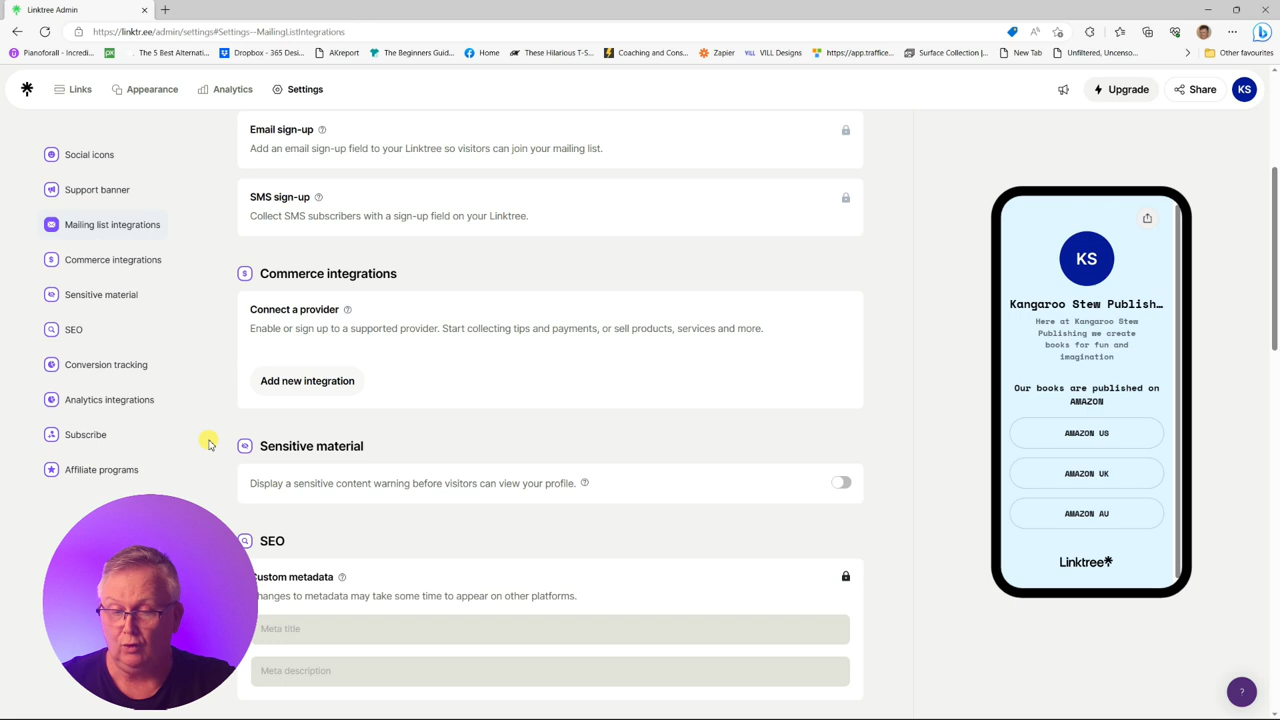 Linktree Admin
https://linktr.ee/admin/settings#Settings--MailingListIntegrations
Pianoforall - Incredi...
The 5 Best Alternati...
Dropbox - 365 Desi...
AKreport
The Beginners Guid...
Home
These Hilarious T-S...
Coaching and Cons...
Zapier
VILL Designs
https://app.traffice...
Surface Collection |...
New Tab
Unfiltered, Uncenso...
Other favourites
Links
Appearance
Analytics
Settings
Upgrade
Share
KS
Social icons
Support banner
Mailing list integrations
Commerce integrations
Sensitive material
SEO
Conversion tracking
Analytics integrations
Subscribe
Affiliate programs
Email sign-up
Add an email sign-up field to your Linktree so visitors can join your mailing list.
SMS sign-up
Collect SMS subscribers with a sign-up field on your Linktree.
Commerce integrations
Connect a provider
Enable or sign up to a supported provider. Start collecting tips and payments, or sell products, services and more.
Add new integration
Sensitive material
Display a sensitive content warning before visitors can view your profile.
SEO
Custom metadata
changes to metadata may take some time to appear on other platforms.
Meta title
Meta description
KS
Kangaroo Stew Publish...
Here at Kangaroo Stew
Publishing we create
books for fun and
imagination
Our books are published on
AMAZON
AMAZON US
AMAZON UK
AMAZON AU
Linktree